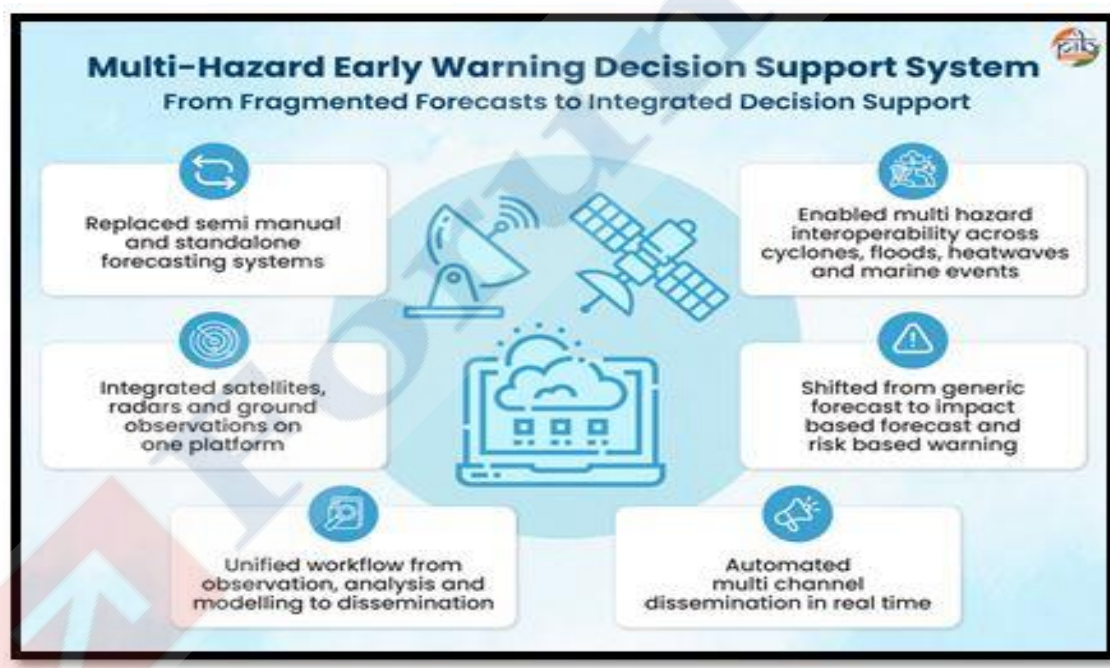 Multi-Hazard Early Warning Decision Support System
From Fragmented Forecasts to Integrated Decision Support
Replaced semi manual
and standalone
forecasting systems
Enabled multi hazard
interoperability across
cyclones, floods, heatwaves
and marine events
Integrated satellites,
radars and ground
observations on
one platform
Shifted from generic
forecast to impact
based forecast and
risk based warning
Unified workflow from
observation, analysis and
modelling to dissemination
Automated
multi channel
dissemination in real time